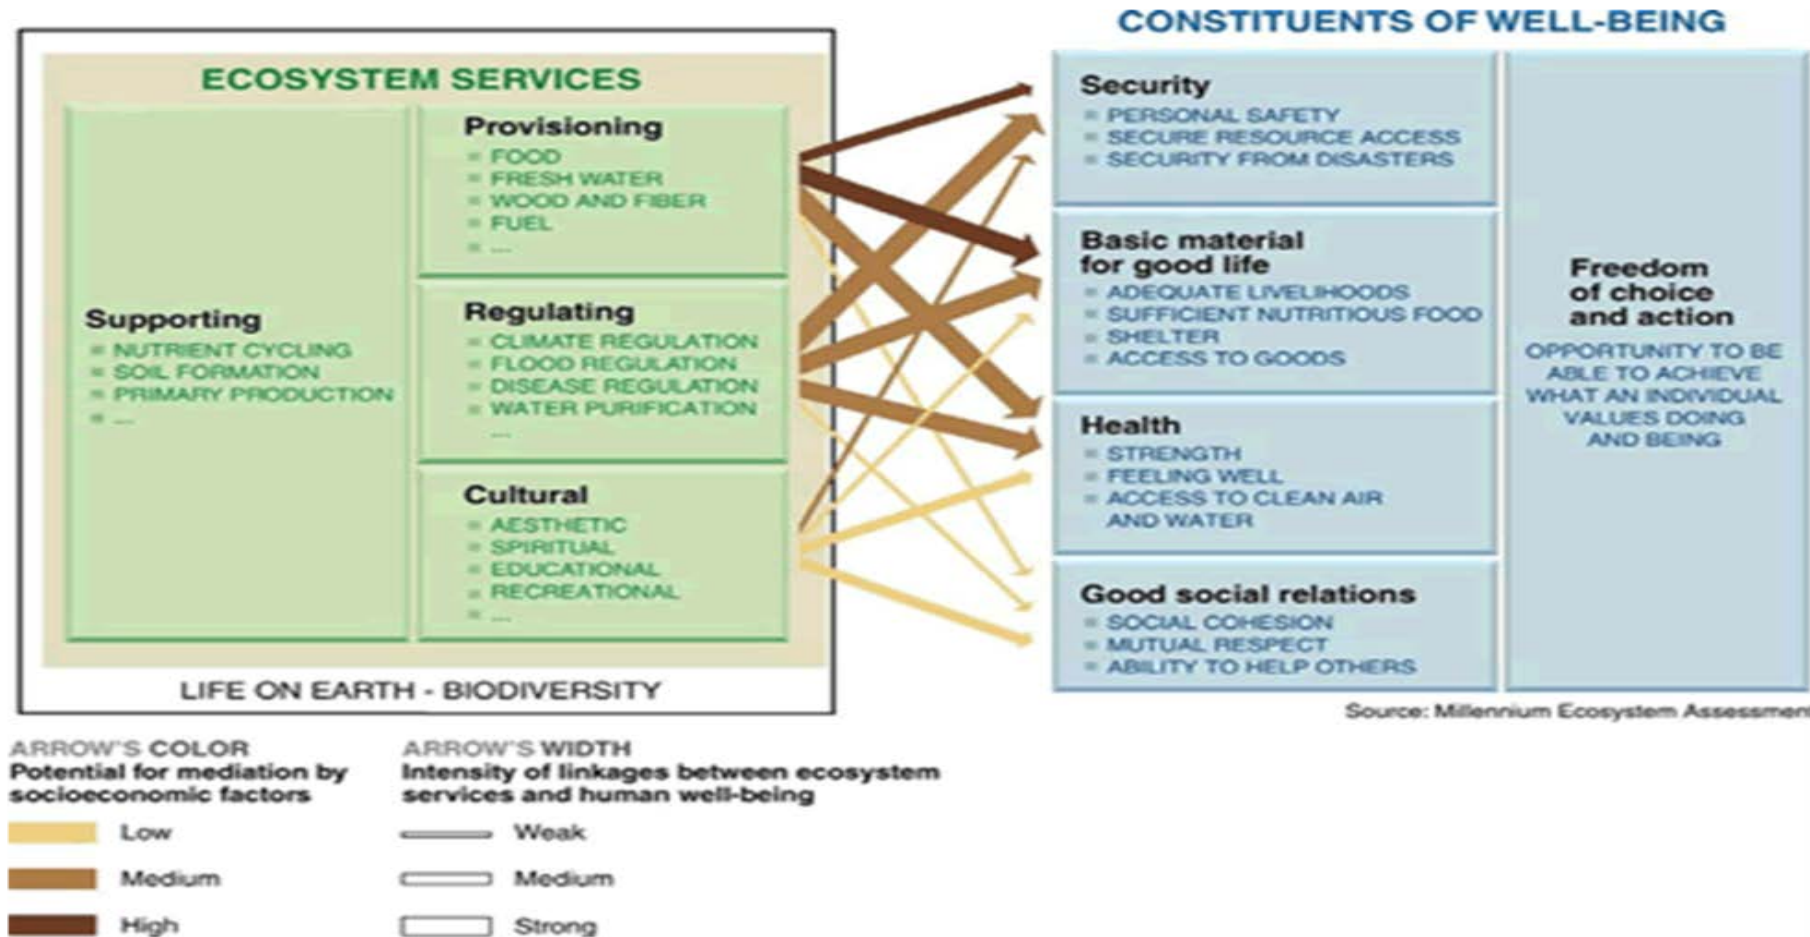 CONSTITUENTS OF WELL-BEING
ECOSYSTEM SERVICES
Supporting
NUTRIENT CYCLING
SOIL FORMATION
PRIMARY PRODUCTION
...
Provisioning
FOOD
FRESH WATER
WOOD AND FIBER
FUEL
...
Regulating
CLIMATE REGULATION
FLOOD REGULATION
DISEASE REGULATION
WATER PURIFICATION
...
Cultural
AESTHETIC
SPIRITUAL
EDUCATIONAL
RECREATIONAL
...
LIFE ON EARTH - BIODIVERSITY
Security
PERSONAL SAFETY
SECURE RESOURCE ACCESS
SECURITY FROM DISASTERS
Basic material
for good life
ADEQUATE LIVELIHOODS
SUFFICIENT NUTRITIOUS FOOD
SHELTER
ACCESS TO GOODS
Health
STRENGTH
FEELING WELL
ACCESS TO CLEAN AIR
AND WATER
Good social relations
SOCIAL COHESION
MUTUAL RESPECT
ABILITY TO HELP OTHERS
Freedom
of choice
and action
OPPORTUNITY TO BE
ABLE TO ACHIEVE
WHAT AN INDIVIDUAL
VALUES DOING
AND BEING
Source: Millennium Ecosystem Assessment
ARROW'S COLOR
Potential for mediation by
socioeconomic factors
Low
Medium
High
ARROW'S WIDTH
Intensity of linkages between ecosystem
services and human well-being
Weak
Medium
Strong